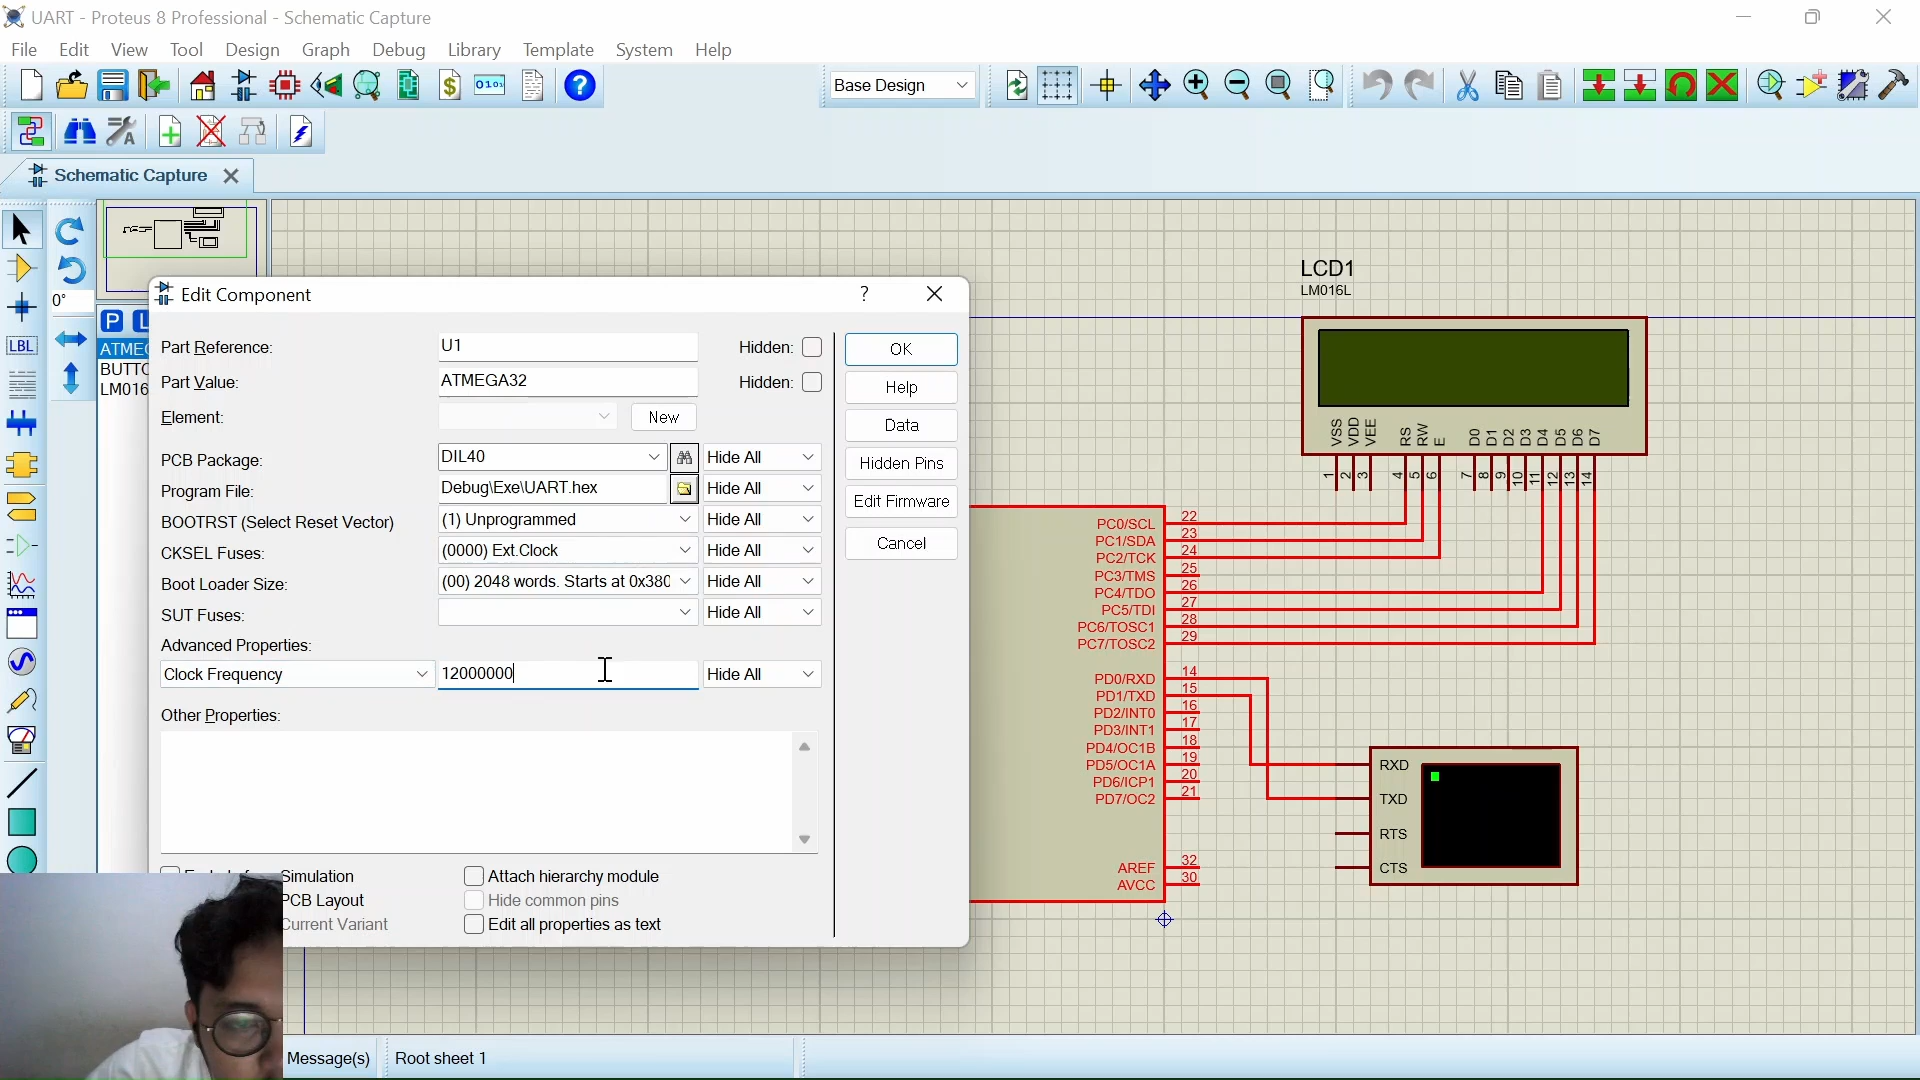 UART - Proteus 8 Professional - Schematic Capture
File Edit View Tool Design Graph Debug Library Template System Help
Base Design
Schematic Capture
0°
P L
LBL
BUTTO
LM016
Edit Component
?
Part Reference: U1 Hidden:
Part Value: ATMEGA32 Hidden:
Element: New
PCB Package: DIL40 Hide All
Program File: Debug\Exe\UART.hex Hide All
BOOTRST (Select Reset Vector) (1) Unprogrammed Hide All
CKSEL Fuses: (0000) Ext.Clock Hide All
Boot Loader Size: (00) 2048 words. Starts at 0x380 Hide All
SUT Fuses: Hide All
Advanced Properties:
Clock Frequency 12000000 Hide All
Other Properties:
Simulation
PCB Layout
Current Variant
Attach hierarchy module
Hide common pins
Edit all properties as text
OK
Help
Data
Hidden Pins
Edit Firmware
Cancel
LCD1
LM016L
VSS VDD VEE RS RW E D0 D1 D2 D3 D4 D5 D6 D7
1 2 3 4 5 6 7 8 9 10 11 12 13 14
PC0/SCL 22
PC1/SDA 23
PC2/TCK 24
PC3/TMS 25
PC4/TDO 26
PC5/TDI 27
PC6/TOSC1 28
PC7/TOSC2 29
PD0/RXD 14
PD1/TXD 15
PD2/INT0 16
PD3/INT1 17
PD4/OC1B 18
PD5/OC1A 19
PD6/ICP1 20
PD7/OC2 21
AREF 32
AVCC 30
RXD
TXD
RTS
CTS
Message(s) Root sheet 1